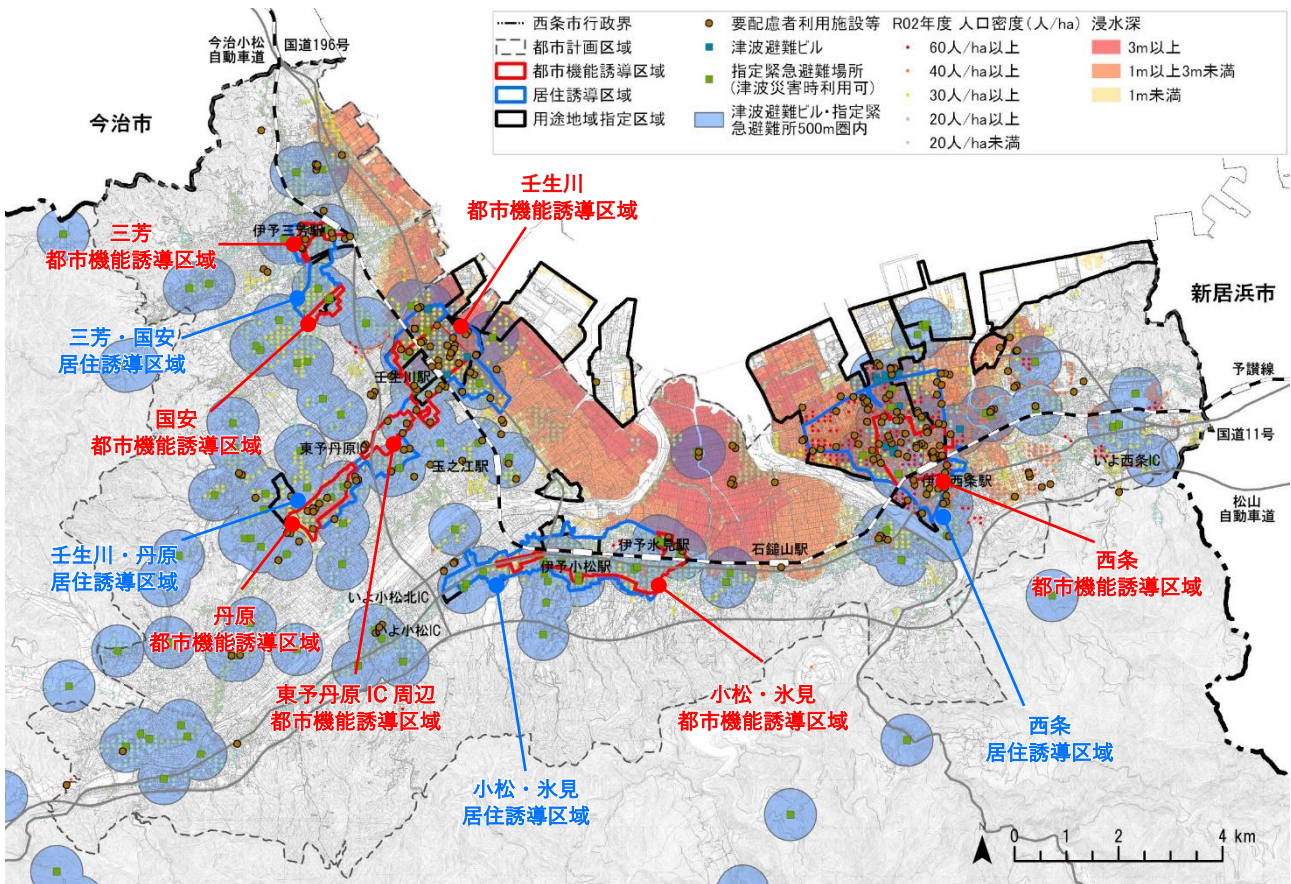 西条市行政界
都市計画区域
都市機能誘導区域
居住誘導区域
用途地域指定区域
要配慮者利用施設等
津波避難ビル
指定緊急避難場所
(津波災害時利用可)
津波避難ビル・指定緊
急避難所500m圏内
R02年度 人口密度(人/ha)
60人/ha以上
40人/ha以上
30人/ha以上
20人/ha以上
20人/ha未満
浸水深
3m以上
1m以上3m未満
1m未満
今治小松
自動車道
国道196号
今治市
壬生川
都市機能誘導区域
三芳
都市機能誘導区域
伊予三芳駅
三芳・国安
居住誘導区域
新居浜市
予讃線
壬生川駅
国安
都市機能誘導区域
国道11号
東予丹原IC
玉之江駅
いよ西条IC
伊予西条駅
松山
自動車道
壬生川・丹原
居住誘導区域
伊予氷見駅
石鎚山駅
伊予小松駅
西条
都市機能誘導区域
いよ小松北IC
丹原
都市機能誘導区域
いよ小松IC
東予丹原 IC 周辺
都市機能誘導区域
小松・氷見
都市機能誘導区域
西条
居住誘導区域
小松・氷見
居住誘導区域
N
0 1 2 4 km